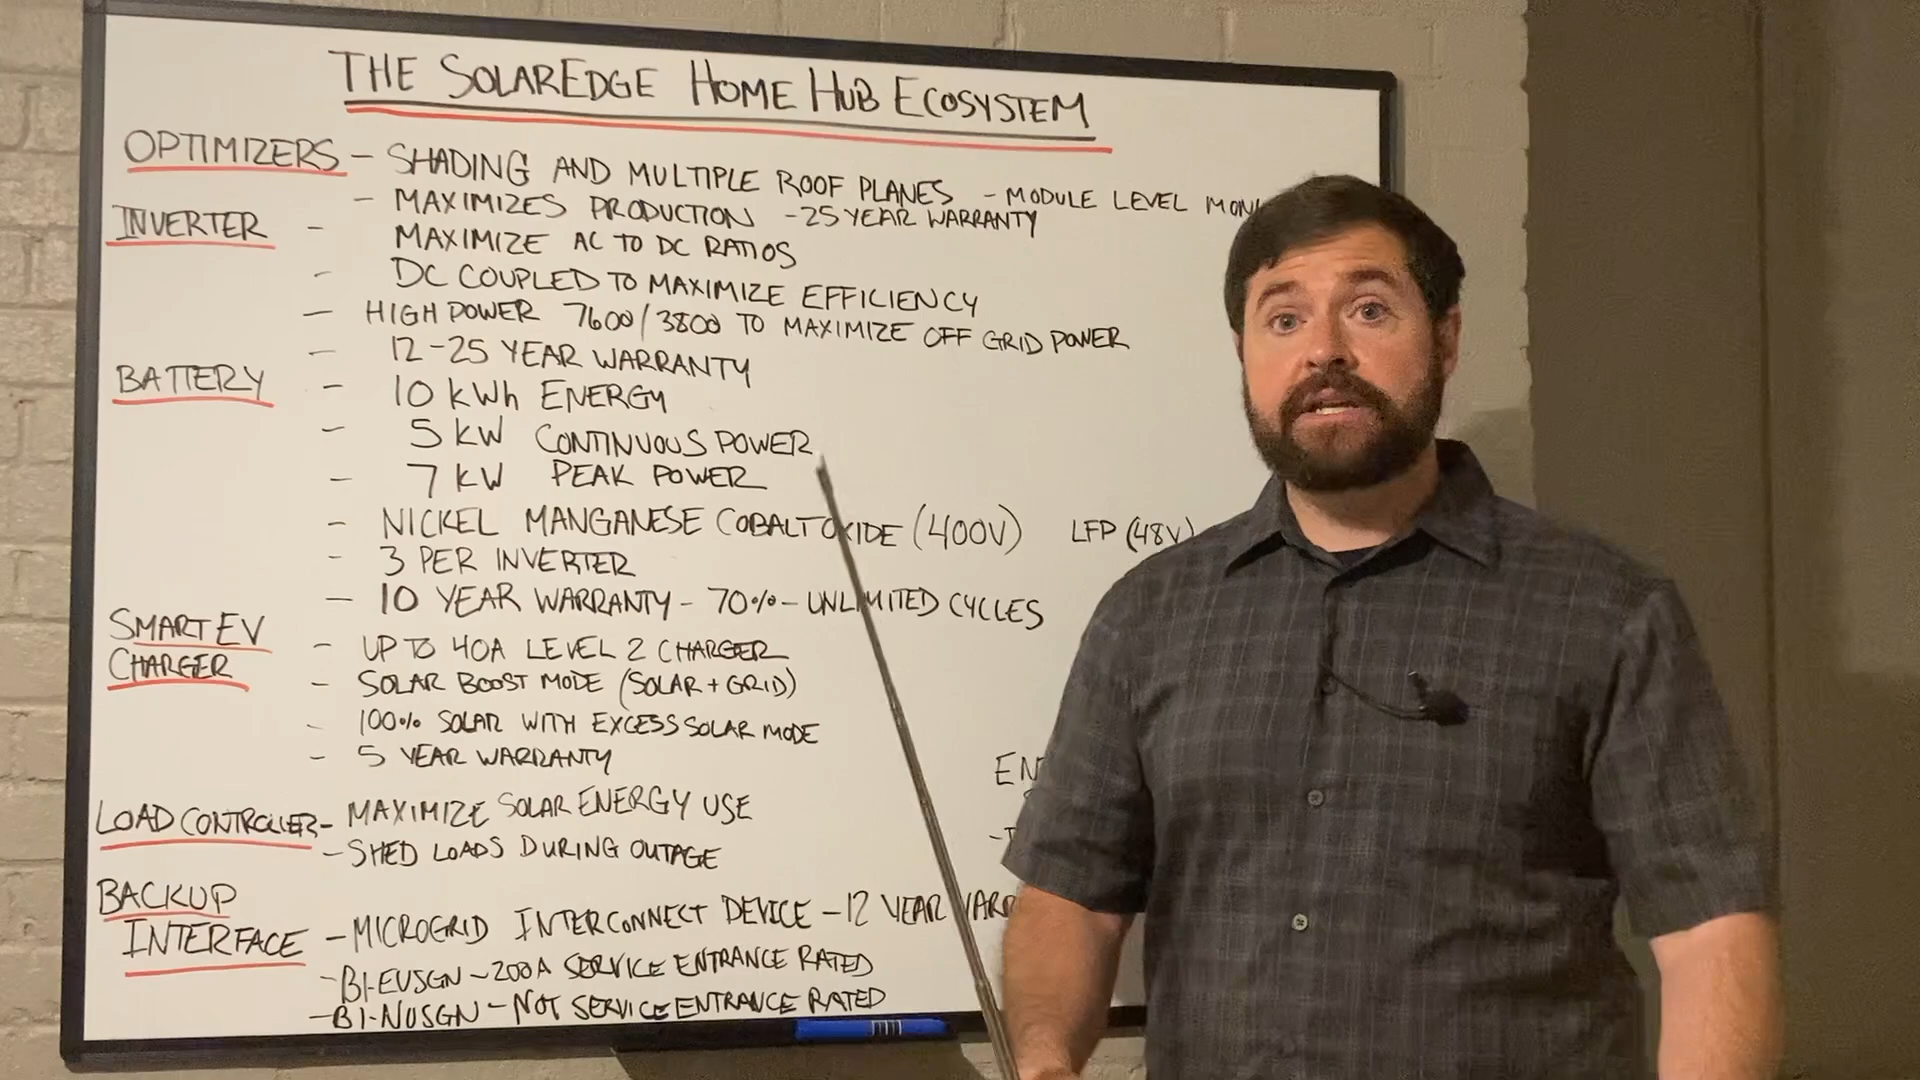 THE SOLAREDGE HOME HUB ECOSYSTEM
OPTIMIZERS - SHADING AND MULTIPLE ROOF PLANES - MODULE LEVEL
- MAXIMIZES PRODUCTION - 25 YEAR WARRANTY
INVERTER - MAXIMIZE AC TO DC RATIOS
- DC COUPLED TO MAXIMIZE EFFICIENCY
- HIGH POWER 7600/3800 TO MAXIMIZE OFF GRID POWER
- 12-25 YEAR WARRANTY
BATTERY - 10 kWh ENERGY
- 5 KW CONTINUOUS POWER
- 7 KW PEAK POWER
- NICKEL MANGANESE COBALT OXIDE (400V) LFP (48V)
- 3 PER INVERTER
- 10 YEAR WARRANTY - 70% - UNLIMITED CYCLES
SMART EV
CHARGER
- UP TO 40A LEVEL 2 CHARGER
- SOLAR BOOST MODE (SOLAR + GRID)
- 100% SOLAR WITH EXCESS SOLAR MODE
- 5 YEAR WARRANTY
LOAD CONTROLLER - MAXIMIZE SOLAR ENERGY USE
- SHED LOADS DURING OUTAGE
BACKUP
INTERFACE - MICROGRID INTERCONNECT DEVICE - 12 YEAR
- BI-EUSGN - 200A SERVICE ENTRANCE RATED
- BI-NUSGN - NOT SERVICE ENTRANCE RATED